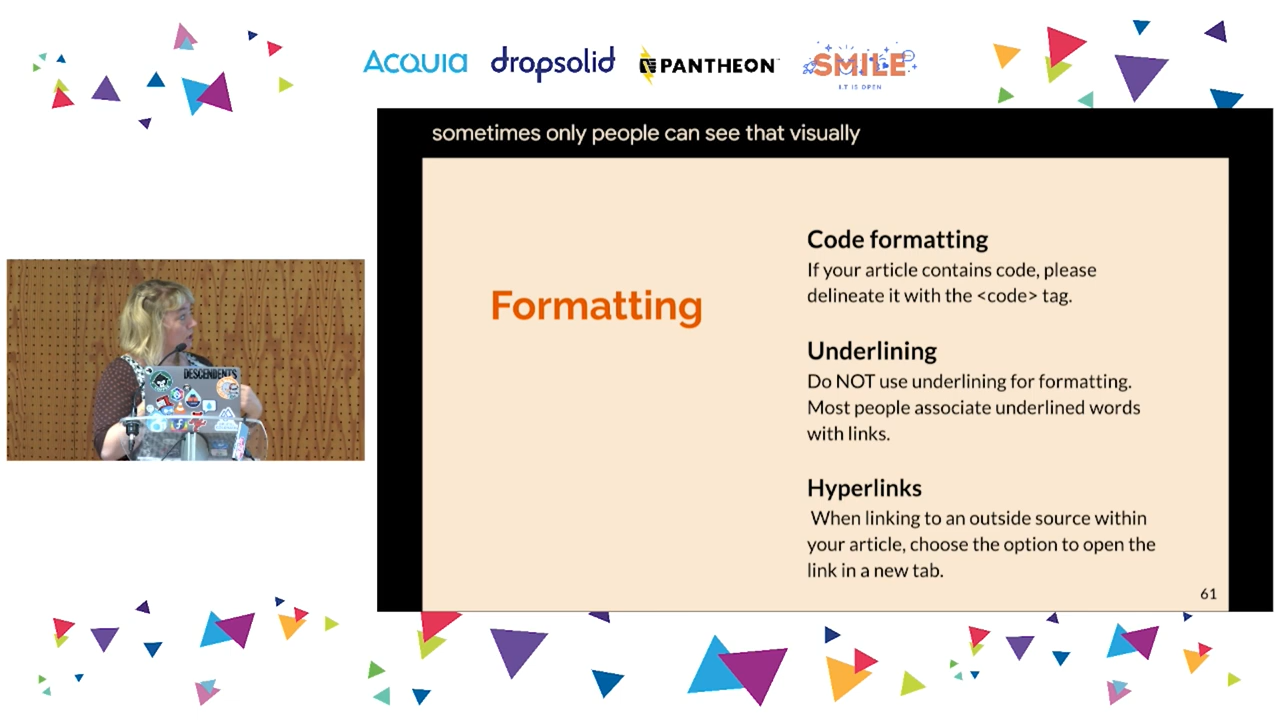 Acquia dropsolid PANTHEON SMILE
I.T IS OPEN
sometimes only people can see that visually
Formatting
Code formatting
If your article contains code, please
delineate it with the <code> tag.
Underlining
Do NOT use underlining for formatting.
Most people associate underlined words
with links.
Hyperlinks
When linking to an outside source within
your article, choose the option to open the
link in a new tab.
61
DESCENDENTS